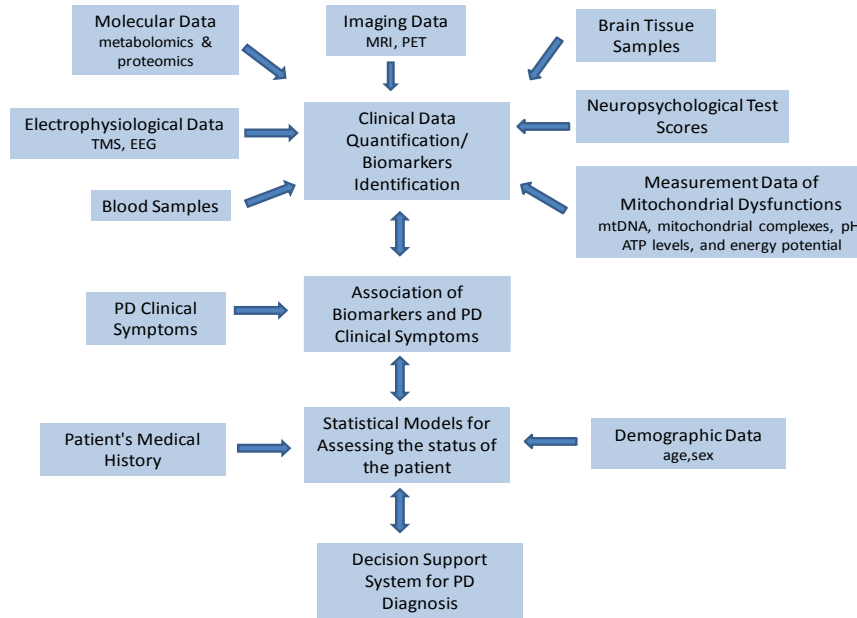 Molecular Data
metabolomics &
proteomics
Imaging Data
MRI, PET
Brain Tissue
Samples
Electrophysiological Data
TMS, EEG
Clinical Data
Quantification/
Biomarkers
Identification
Neuropsychological Test
Scores
Blood Samples
Measurement Data of
Mitochondrial Dysfunctions
mtDNA, mitochondrial complexes, pH
ATP levels, and energy potential
PD Clinical
Symptoms
Association of
Biomarkers and PD
Clinical Symptoms
Patient's Medical
History
Statistical Models for
Assessing the status of
the patient
Demographic Data
age,sex
Decision Support
System for PD
Diagnosis